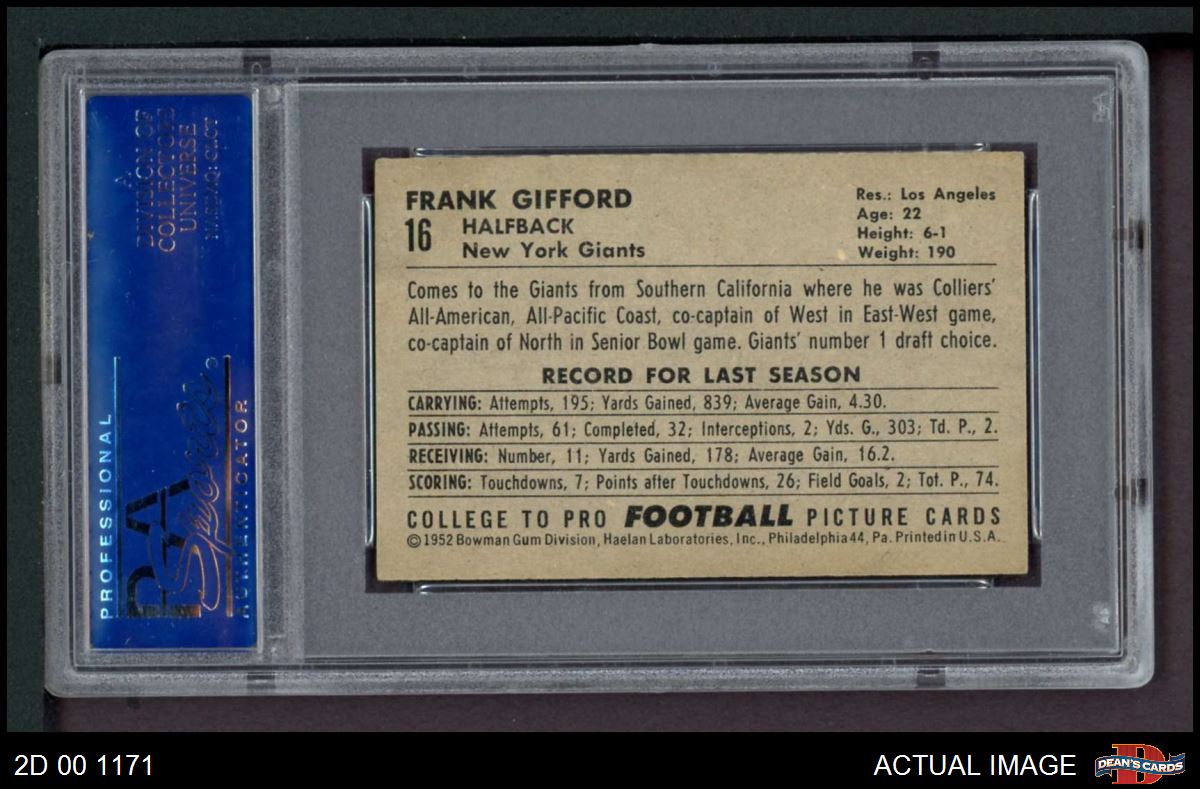 A
DIVISION OF
COLLECTORS
UNIVERSE
NASDAQ: CLCT
PROFESSIONAL
PSA
Sports
AUTHENTICATOR
FRANK GIFFORD
16
HALFBACK
New York Giants
Res.: Los Angeles
Age: 22
Height: 6-1
Weight: 190
Comes to the Giants from Southern California where he was Colliers'
All-American, All-Pacific Coast, co-captain of West in East-West game,
co-captain of North in Senior Bowl game. Giants' number 1 draft choice.
RECORD FOR LAST SEASON
CARRYING: Attempts, 195; Yards Gained, 839; Average Gain, 4.30.
PASSING: Attempts, 61; Completed, 32; Interceptions, 2; Yds. G., 303; Td. P., 2.
RECEIVING: Number, 11; Yards Gained, 178; Average Gain, 16.2.
SCORING: Touchdowns, 7; Points after Touchdowns, 26; Field Goals, 2; Tot. P., 74.
COLLEGE TO PRO FOOTBALL PICTURE CARDS
©1952 Bowman Gum Division, Haelan Laboratories, Inc., Philadelphia 44, Pa. Printed in U.S.A.
2D 00 1171
ACTUAL IMAGE
D
DEAN'S CARDS